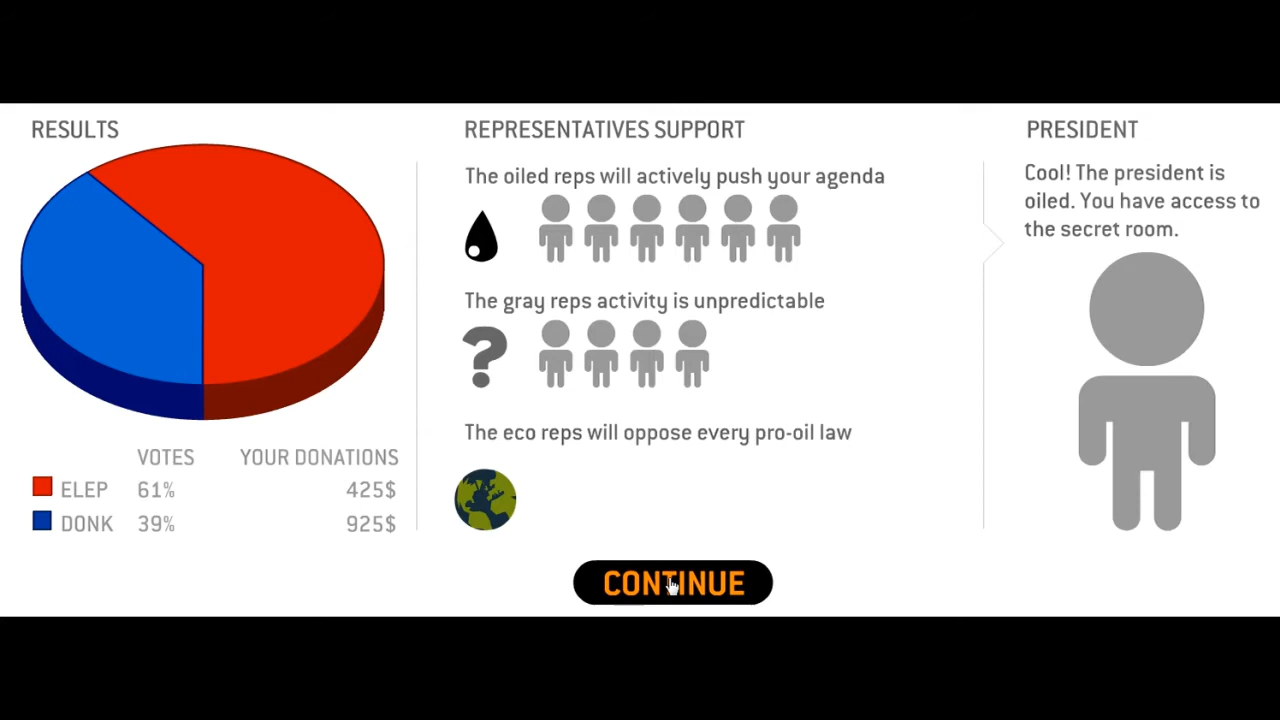 RESULTS
VOTES YOUR DONATIONS
ELEP 61% 425$
DONK 39% 925$
REPRESENTATIVES SUPPORT
The oiled reps will actively push your agenda
The gray reps activity is unpredictable
?
The eco reps will oppose every pro-oil law
PRESIDENT
Cool! The president is
oiled. You have access to
the secret room.
CONTINUE